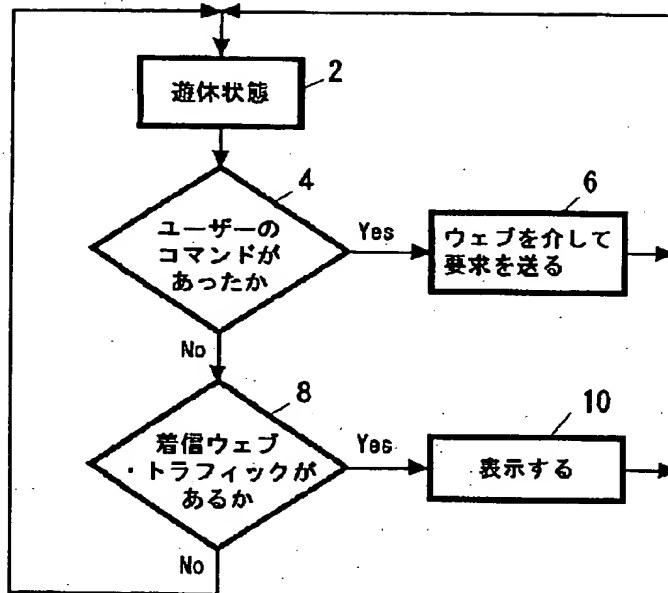 2
遊休状態
4
ユーザーの
コマンドが
あったか
Yes
6
ウェブを介して
要求を送る
No
8
着信ウェブ
・トラフィックが
あるか
Yes
10
表示する
No